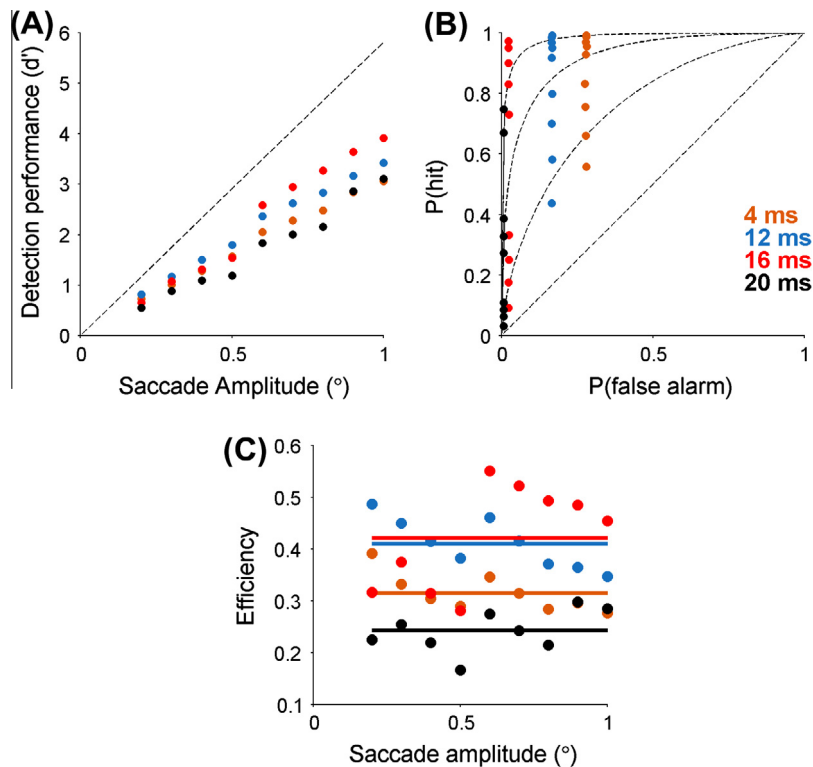 (A)
6
5
4
3
2
1
0
0
0.5
1
Detection performance (d')
Saccade Amplitude (°)
(B)
1
0.8
0.6
0.4
0.2
0
0
0.5
1
P(hit)
P(false alarm)
4 ms
12 ms
16 ms
20 ms
(C)
0.6
0.5
0.4
0.3
0.2
0.1
0
0.5
1
Efficiency
Saccade amplitude (°)